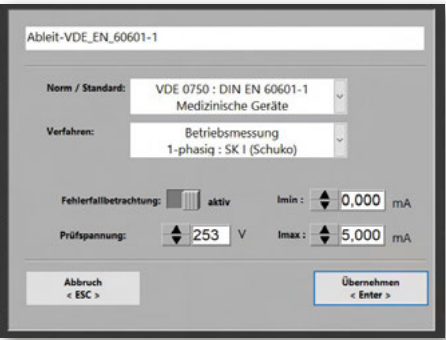 Ableit-VDE_EN_60601-1
Norm / Standard:
VDE 0750 : DIN EN 60601-1
Medizinische Geräte
Verfahren:
Betriebsmessung
1-phasig : SK I (Schuko)
Fehlerfallbetrachtung: aktiv Imin : 0,000 mA
Prüfspannung: 253 V Imax : 5,000 mA
Abbruch
< ESC >
Übernehmen
< Enter >